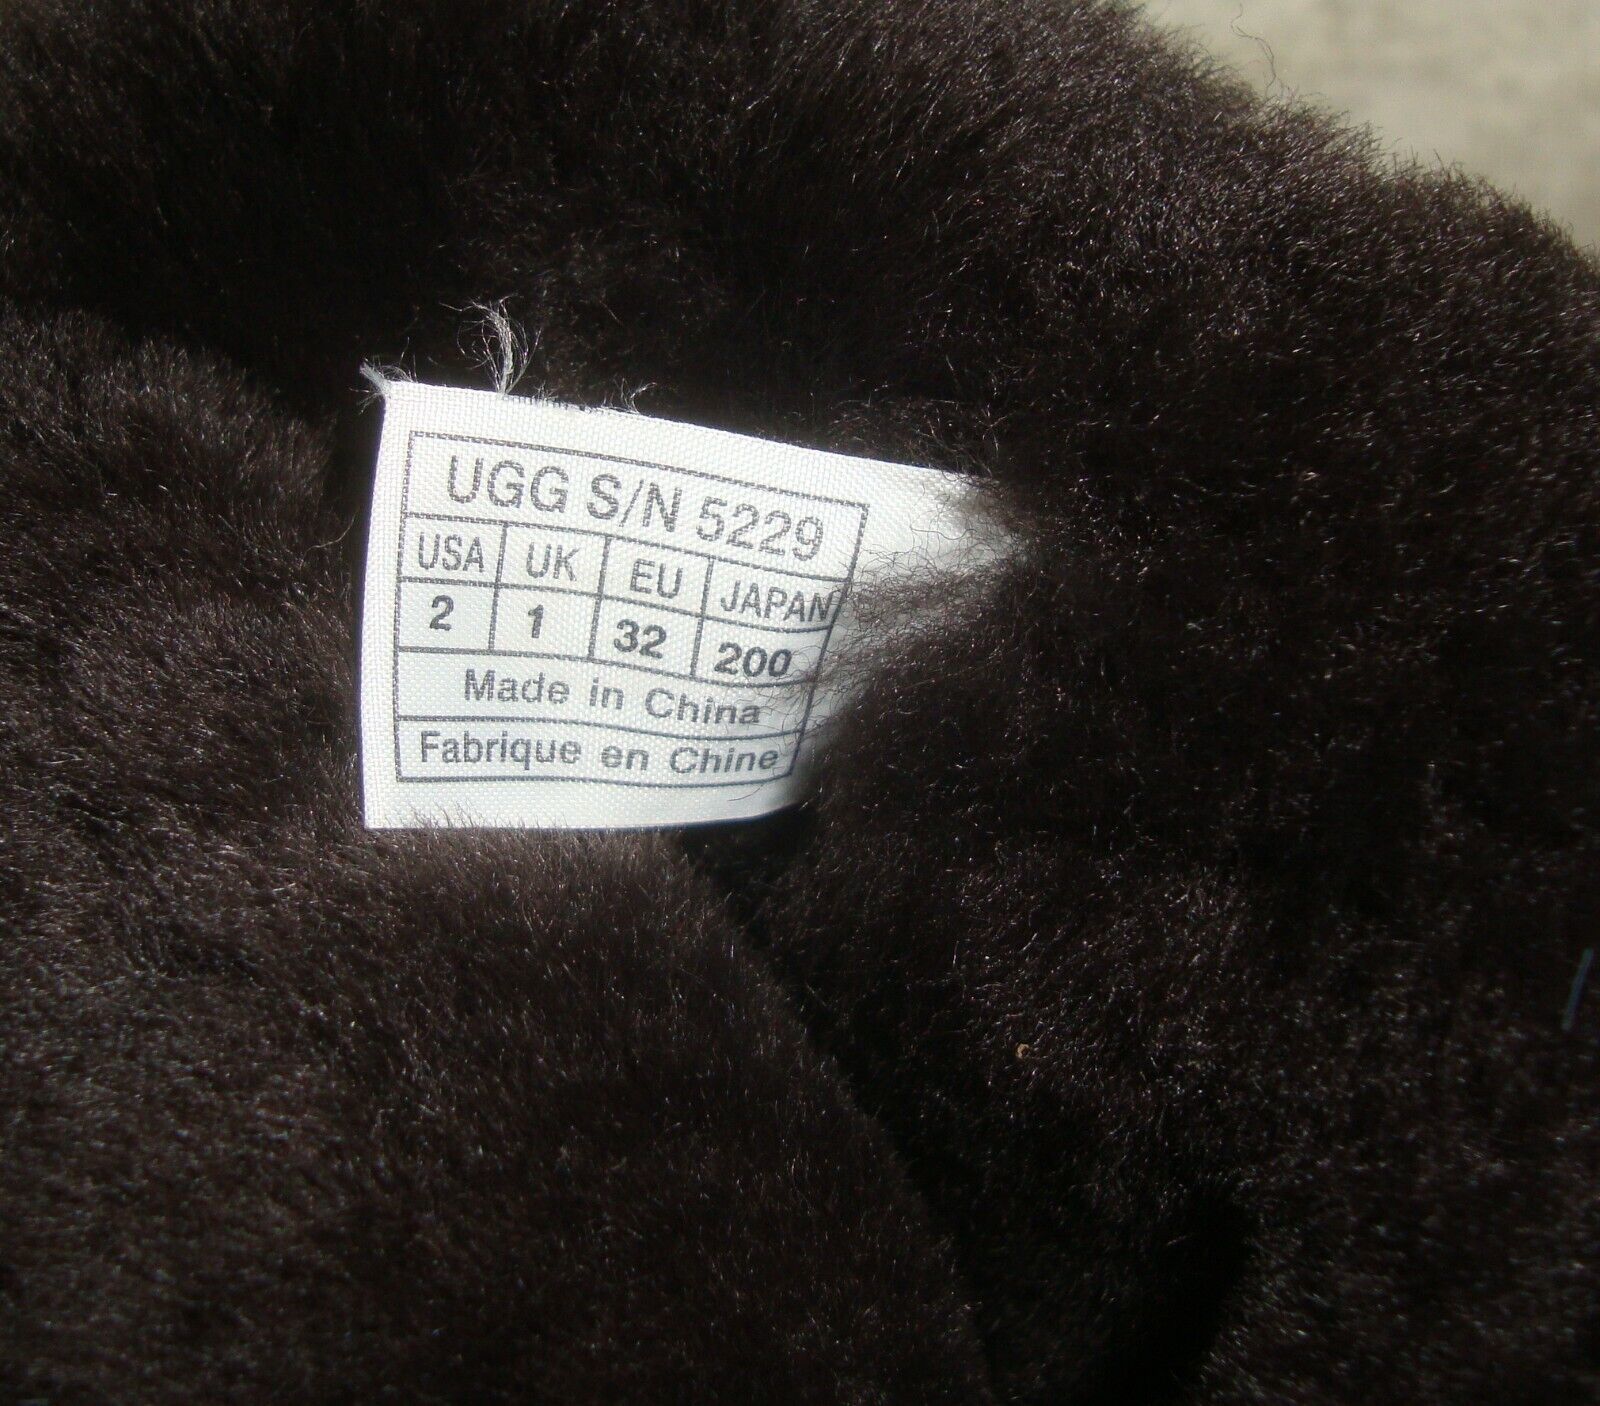 UGG S/N 5229
USA UK EU JAPAN
2 1 32 200
Made in China
Fabrique en Chine